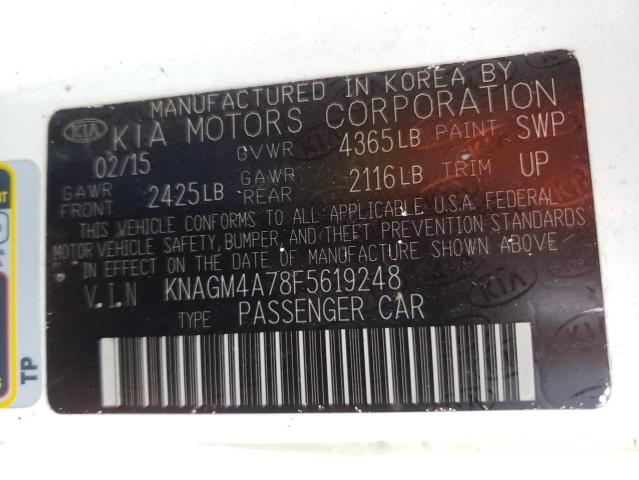 MANUFACTURED IN KOREA BY
KIA KIA MOTORS CORPORATION
02/15 GVWR 4365LB PAINT SWP
GAWR FRONT 2425LB GAWR REAR 2116LB TRIM UP
THIS VEHICLE CONFORMS TO ALL APPLICABLE U.S.A. FEDERAL
MOTOR VEHICLE SAFETY, BUMPER, AND THEFT PREVENTION STANDARDS
IN EFFECT ON THE DATE OF MANUFACTURE SHOWN ABOVE
V.I.N KNAGM4A78F5619248
TYPE PASSENGER CAR
TP